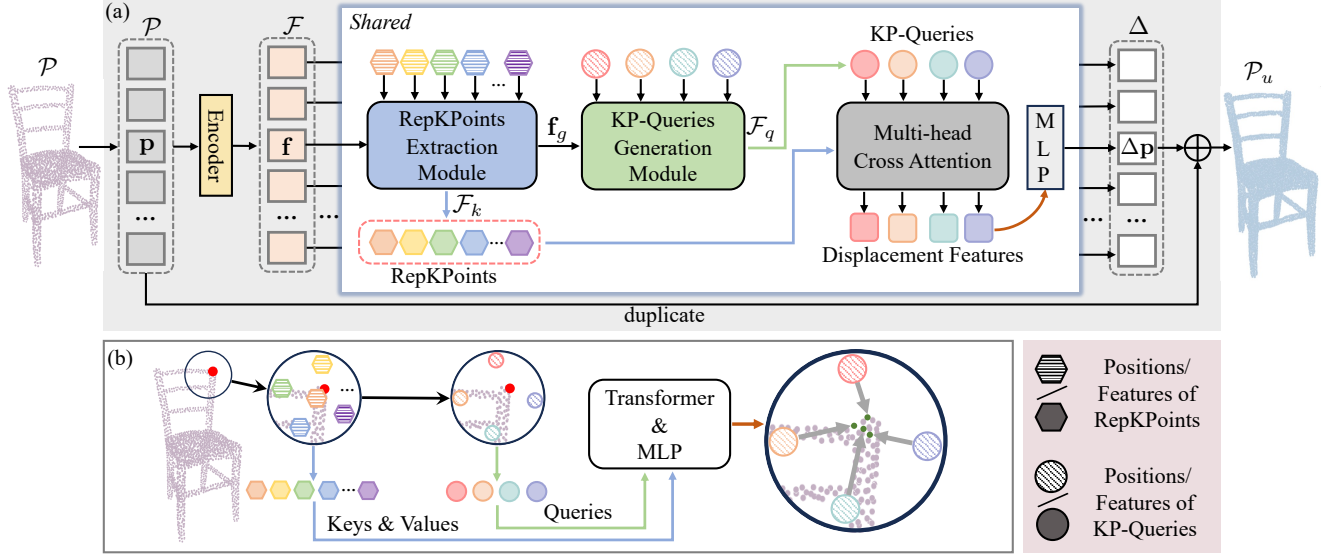 (a)
𝒫
𝒫
ℱ
Shared
KP-Queries
Δ
𝒫ᵤ
p
Encoder
f
...
RepKPoints
Extraction
Module
f_g
KP-Queries
Generation
Module
ℱ_q
Multi-head
Cross Attention
M
L
P
Δp
ℱ_k
...
...
...
...
...
...
RepKPoints
Displacement Features
duplicate
(b)
...
Transformer
&
MLP
...
Keys & Values
Queries
Positions/
Features of
RepKPoints
Positions/
Features of
KP-Queries